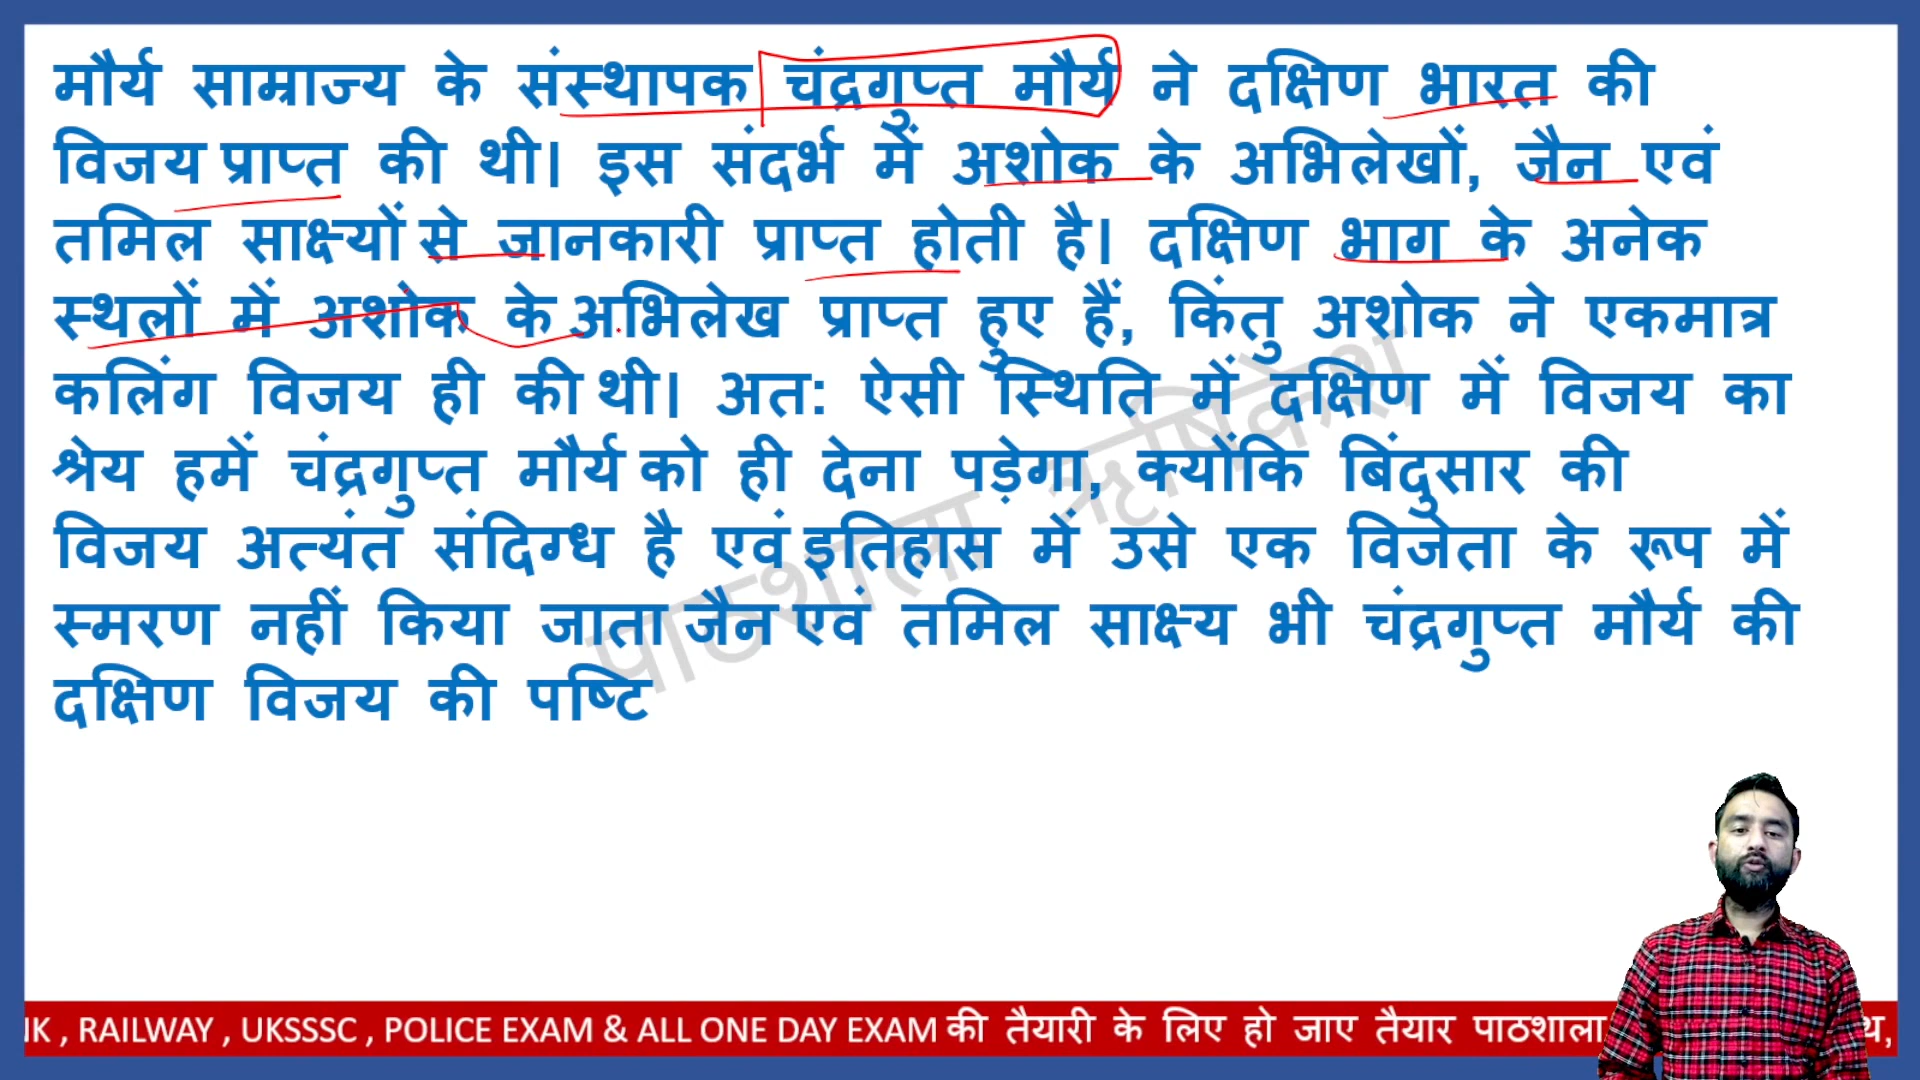 मौर्य साम्राज्य के संस्थापक चंद्रगुप्त मौर्य ने दक्षिण भारत की
विजय प्राप्त की थी। इस संदर्भ में अशोक के अभिलेखों, जैन एवं
तमिल साक्ष्यों से जानकारी प्राप्त होती है। दक्षिण भाग के अनेक
स्थलों में अशोक के अभिलेख प्राप्त हुए हैं, किंतु अशोक ने एकमात्र
कलिंग विजय ही की थी। अत: ऐसी स्थिति में दक्षिण में विजय का
श्रेय हमें चंद्रगुप्त मौर्य को ही देना पड़ेगा, क्योंकि बिंदुसार की
विजय अत्यंत संदिग्ध है एवं इतिहास में उसे एक विजेता के रूप में
स्मरण नहीं किया जाता जैन एवं तमिल साक्ष्य भी चंद्रगुप्त मौर्य की
दक्षिण विजय की पष्टि
पाठशाला ऋषिकेश
, RAILWAY , UKSSSC , POLICE EXAM & ALL ONE DAY EXAM की तैयारी के लिए हो जाए तैयार पाठशाला